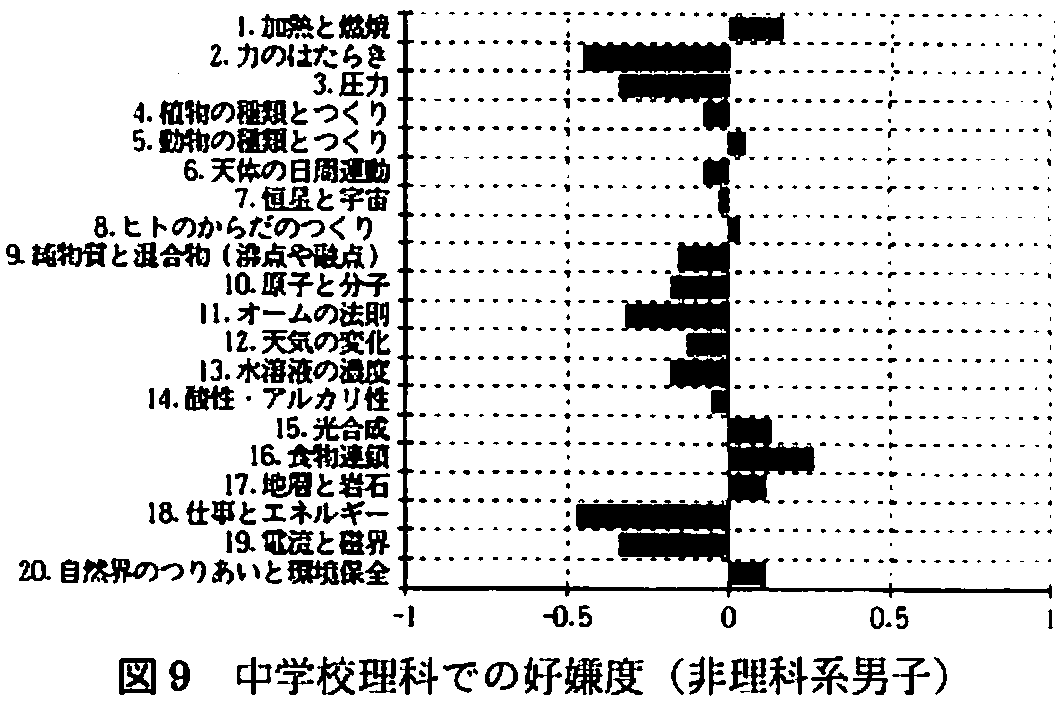 1. 加熱と燃焼
2. 力のはたらき
3. 圧力
4. 植物の種類とつくり
5. 動物の種類とつくり
6. 天体の日周運動
7. 恒星と宇宙
8. ヒトのからだのつくり
9. 純物質と混合物(沸点や融点)
10. 原子と分子
11. オームの法則
12. 天気の変化
13. 水溶液の濃度
14. 酸性・アルカリ性
15. 光合成
16. 食物連鎖
17. 地層と岩石
18. 仕事とエネルギー
19. 電流と磁界
20. 自然界のつりあいと環境保全
-1 -0.5 0 0.5 1
図9 中学校理科での好嫌度(非理科系男子)